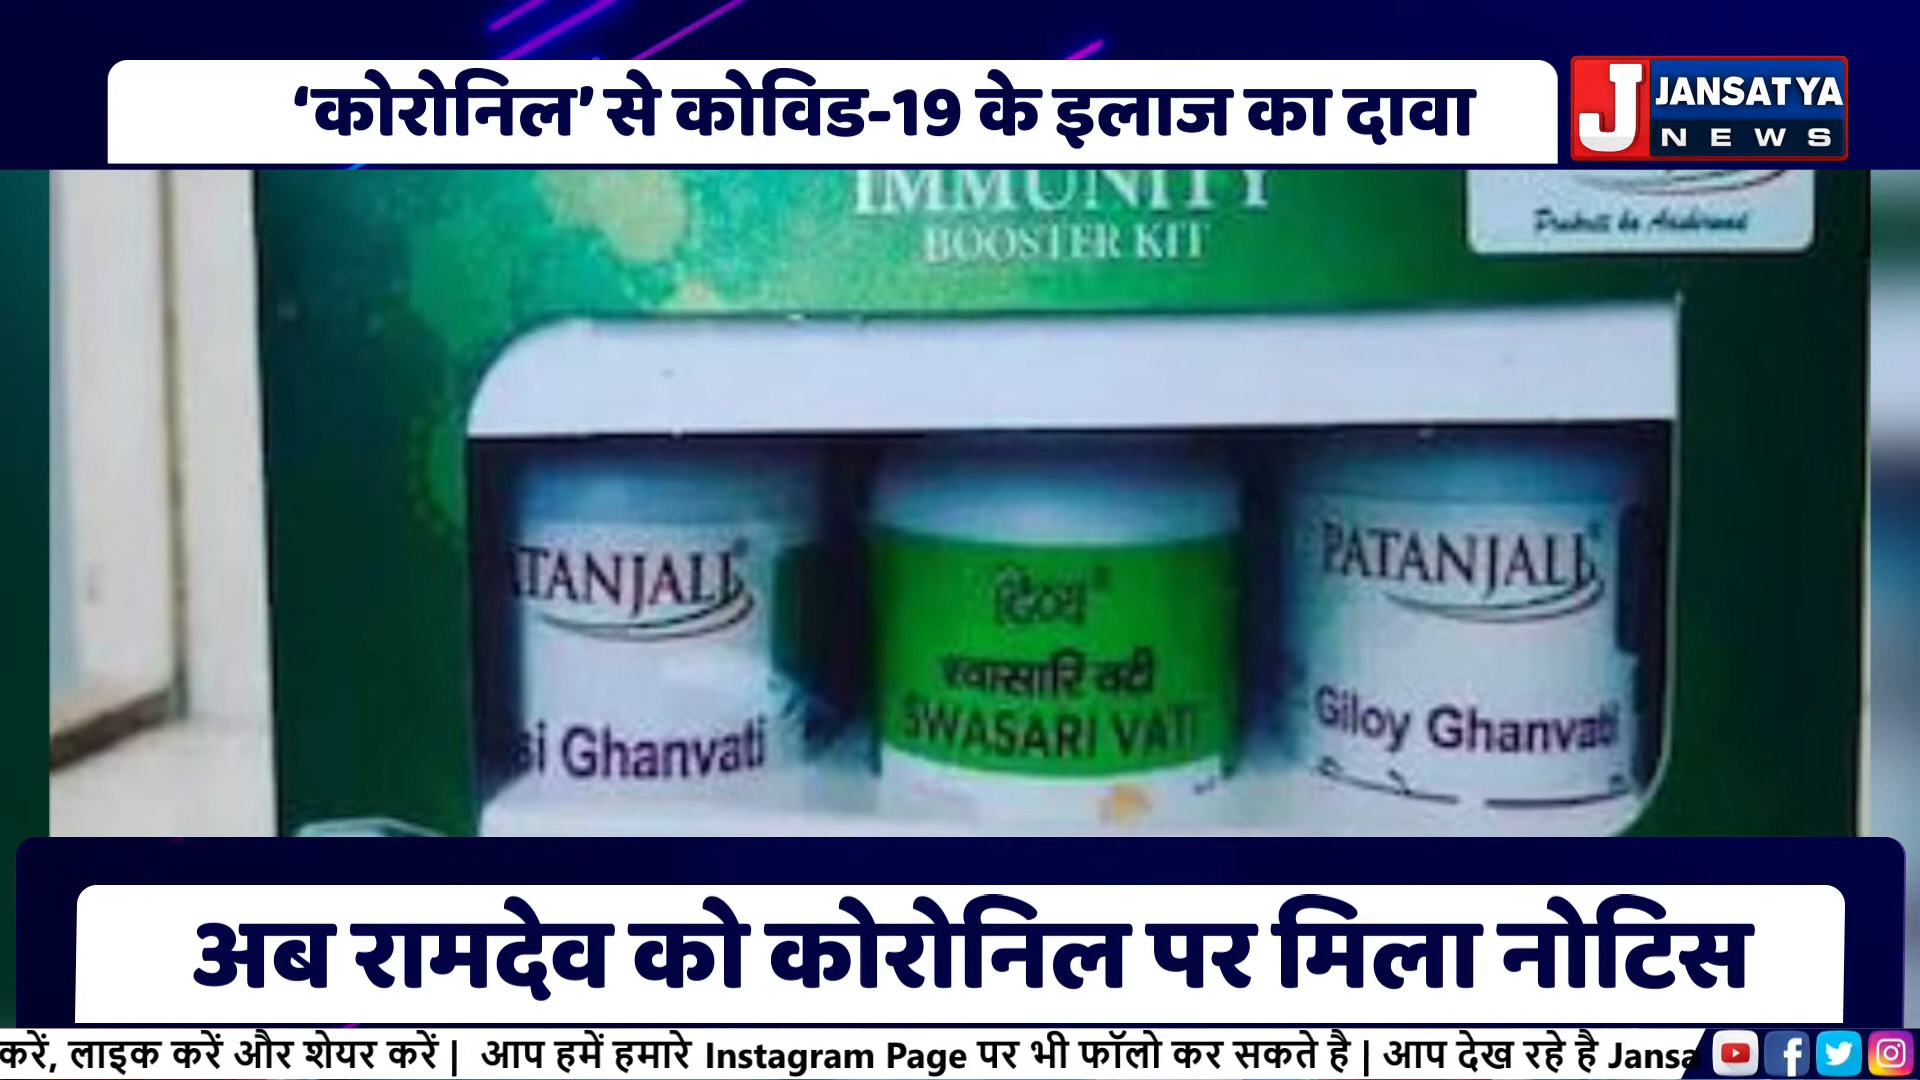 ‘कोरोनिल’ से कोविड-19 के इलाज का दावा
J JANSATYA
NEWS
IMMUNITY
BOOSTER KIT
TANJALI
si Ghanvati
दिव्य
श्वासारि वटी
SWASARI VATI
PATANJALI
Giloy Ghanvati
अब रामदेव को कोरोनिल पर मिला नोटिस
करें, लाइक करें और शेयर करें | आप हमें हमारे Instagram Page पर भी फॉलो कर सकते है | आप देख रहे है Jansa